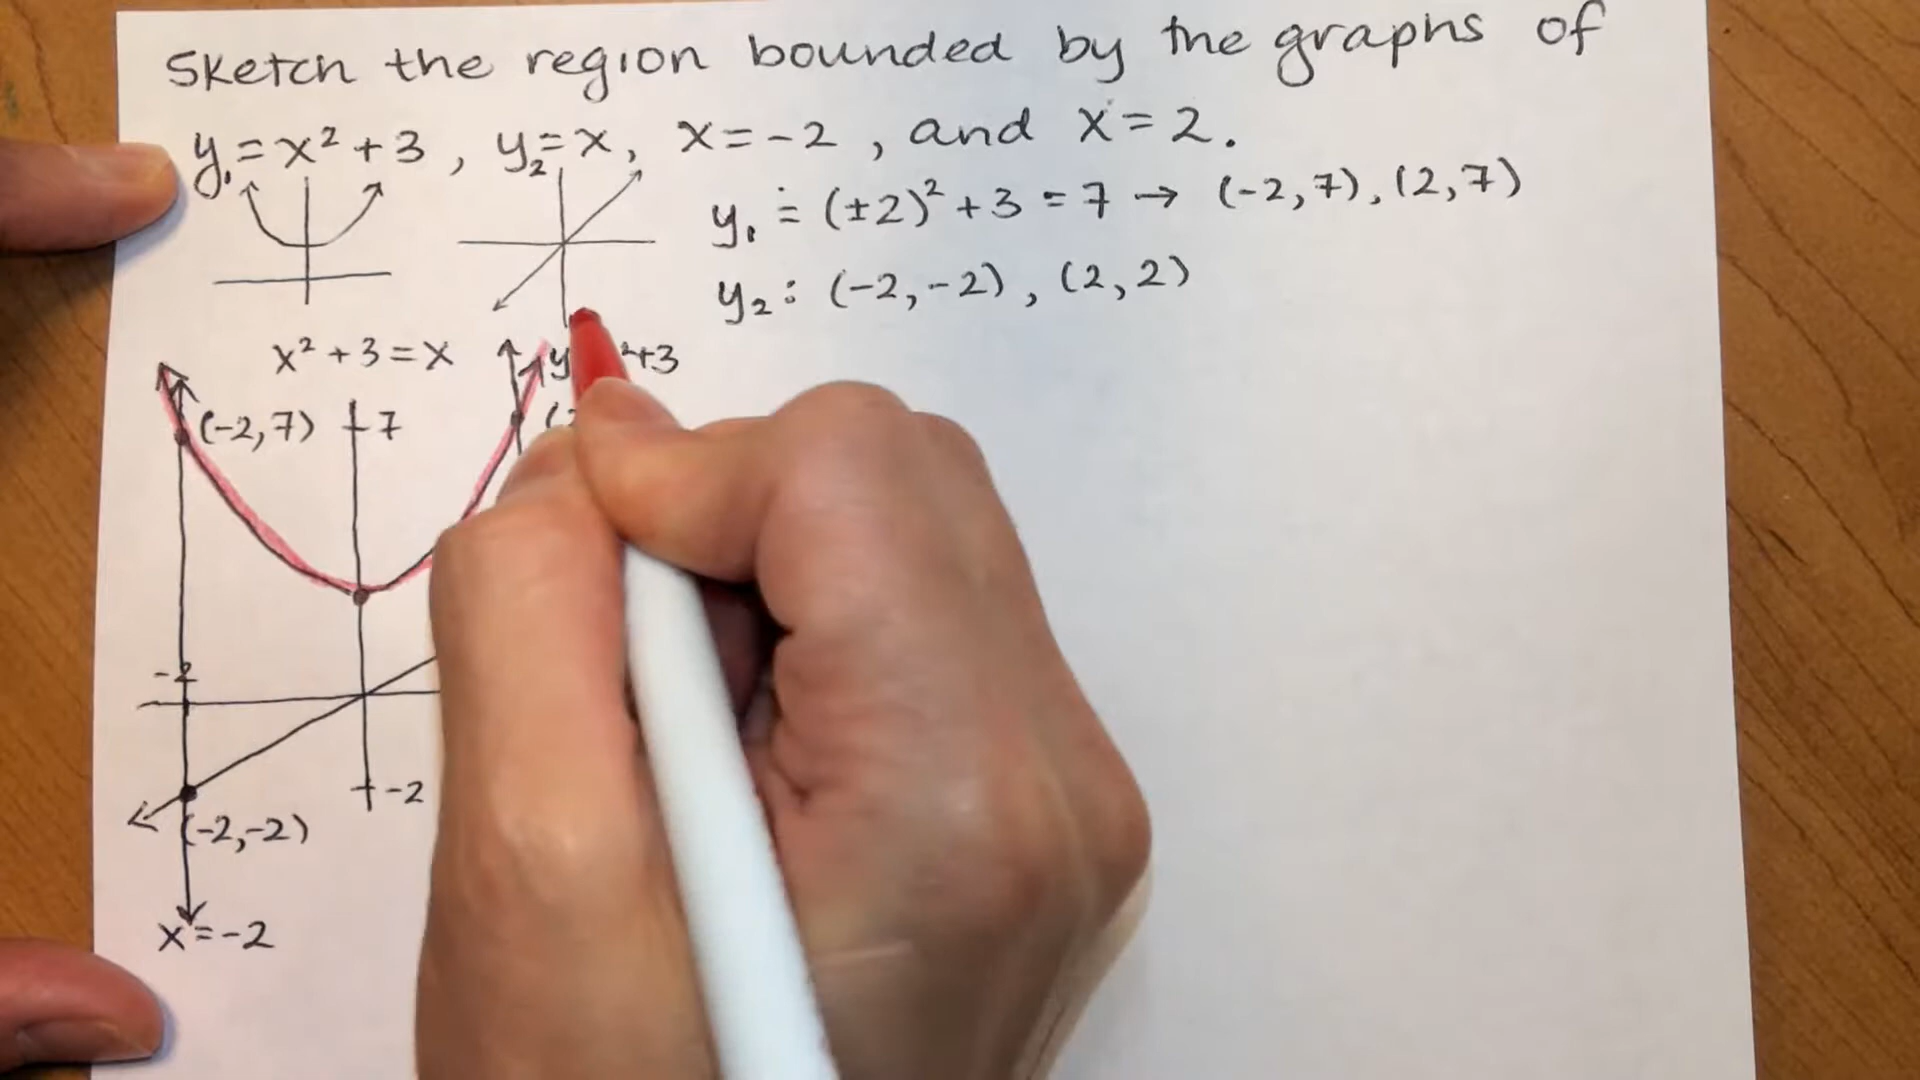 Sketch the region bounded by the graphs of
y₁ = x² + 3, y₂ = x, x = -2, and x = 2.
y₁ : (±2)² + 3 = 7 → (-2,7), (2,7)
y₂ : (-2,-2), (2,2)
x² + 3 = x
y ²+3
(-2,7) 7
-2
-2
(-2,-2)
x = -2